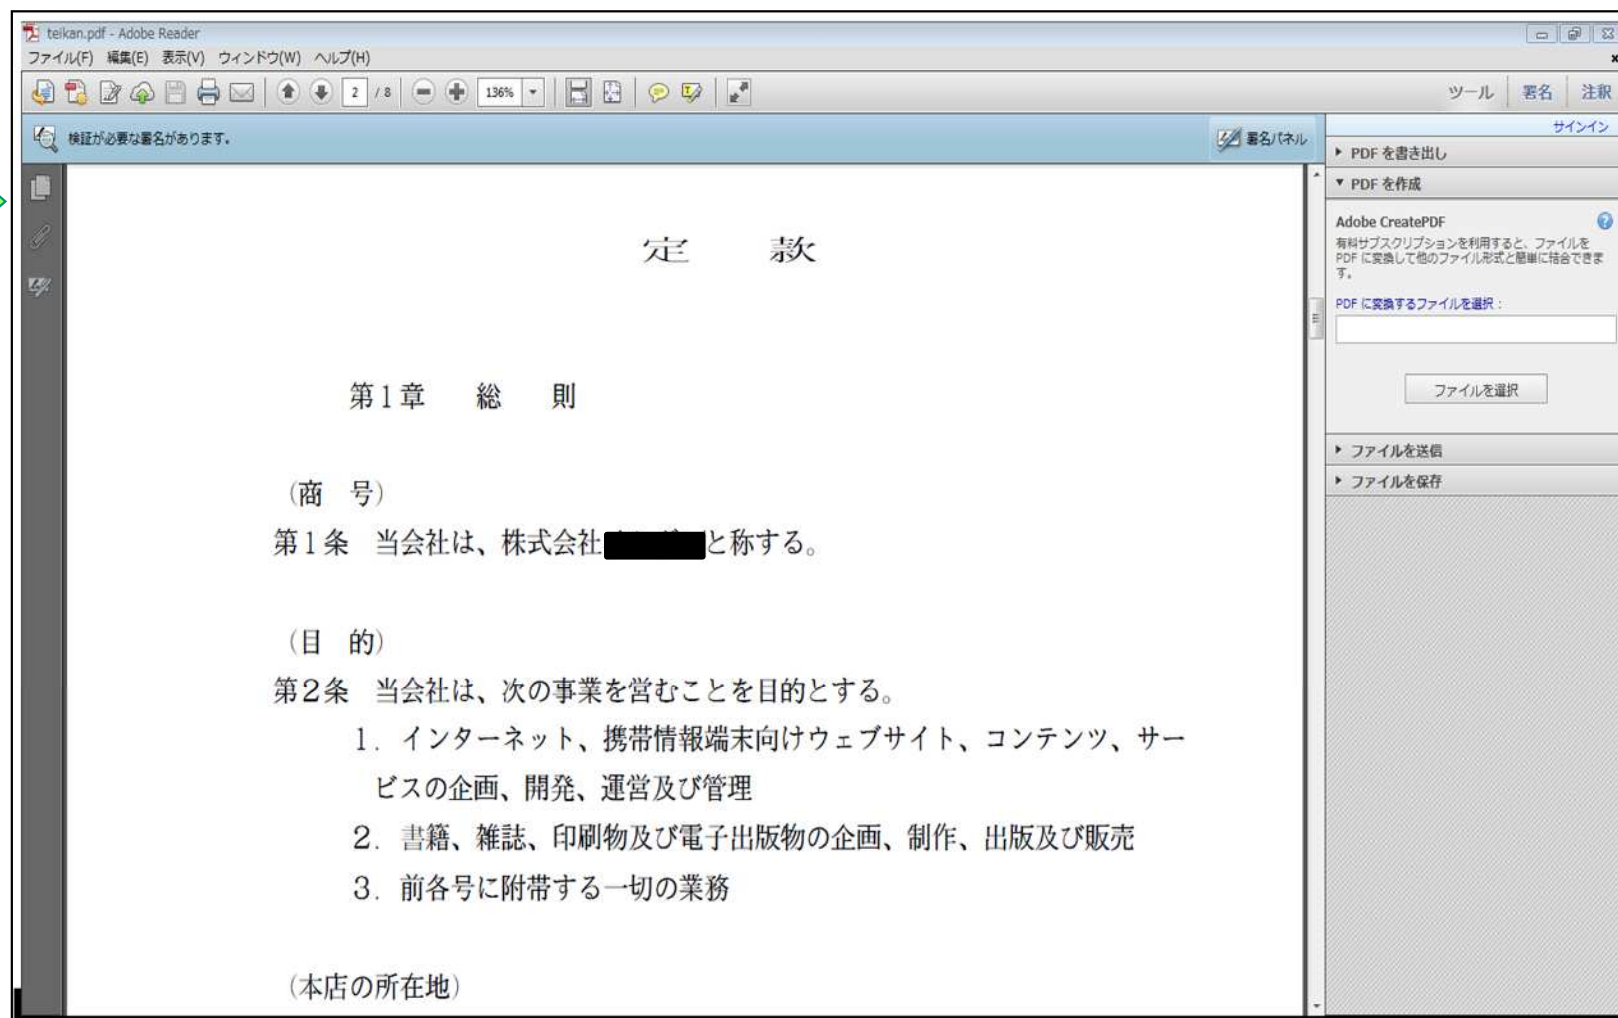 teikan.pdf - Adobe Reader
ファイル(F) 編集(E) 表示(V) ウィンドウ(W) ヘルプ(H)
2 / 8 136% ツール 署名 注釈
検証が必要な署名があります。 署名パネル
サインイン
PDF を書き出し
PDF を作成
Adobe CreatePDF
有料サブスクリプションを利用すると、ファイルを
PDF に変換して他のファイル形式と簡単に結合できま
す。
PDF に変換するファイルを選択:
ファイルを選択
ファイルを送信
ファイルを保存
定 款
第1章 総 則
(商 号)
第1条 当会社は、株式会社 と称する。
(目 的)
第2条 当会社は、次の事業を営むことを目的とする。
1. インターネット、携帯情報端末向けウェブサイト、コンテンツ、サー
ビスの企画、開発、運営及び管理
2. 書籍、雑誌、印刷物及び電子出版物の企画、制作、出版及び販売
3. 前各号に附帯する一切の業務
(本店の所在地)